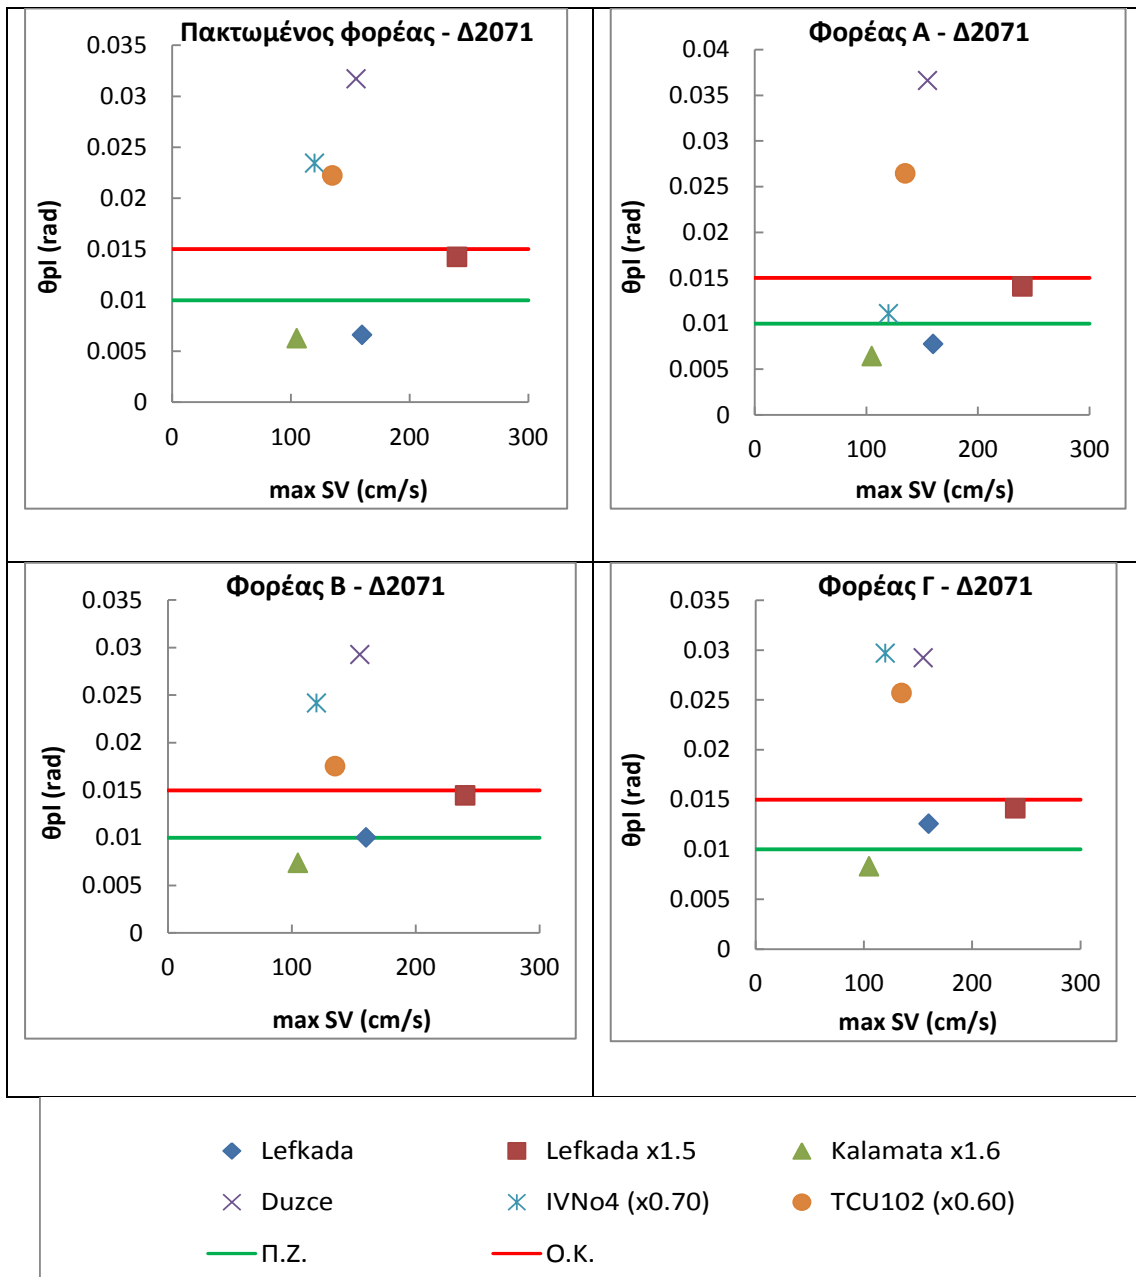 Πακτωμένος φορέας - Δ2071
0.035
0.03
0.025
0.02
0.015
0.01
0.005
0
0 100 200 300
θpl (rad)
max SV (cm/s)
Φορέας Α - Δ2071
0.04
0.035
0.03
0.025
0.02
0.015
0.01
0.005
0
0 100 200 300
θpl (rad)
max SV (cm/s)
Φορέας Β - Δ2071
0.035
0.03
0.025
0.02
0.015
0.01
0.005
0
0 100 200 300
θpl (rad)
max SV (cm/s)
Φορέας Γ - Δ2071
0.035
0.03
0.025
0.02
0.015
0.01
0.005
0
0 100 200 300
θpl (rad)
max SV (cm/s)
Lefkada Lefkada x1.5 Kalamata x1.6
Duzce IVNo4 (x0.70) TCU102 (x0.60)
Π.Ζ. Ο.Κ.